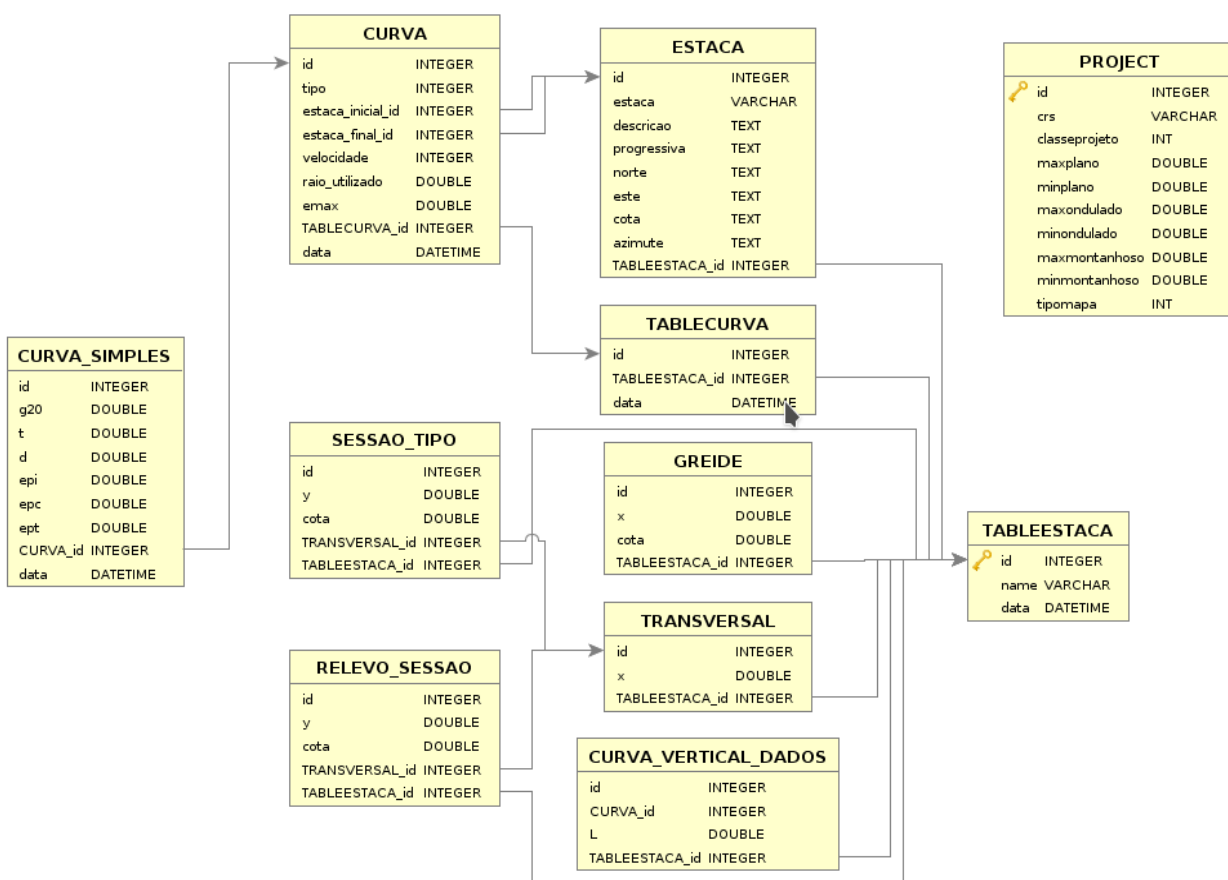 CURVA
id INTEGER
tipo INTEGER
estaca_inicial_id INTEGER
estaca_final_id INTEGER
velocidade INTEGER
raio_utilizado DOUBLE
emax DOUBLE
TABLECURVA_id INTEGER
data DATETIME
ESTACA
id INTEGER
estaca VARCHAR
descricao TEXT
progressiva TEXT
norte TEXT
este TEXT
cota TEXT
azimute TEXT
TABLEESTACA_id INTEGER
PROJECT
id INTEGER
crs VARCHAR
classeprojeto INT
maxplano DOUBLE
minplano DOUBLE
maxondulado DOUBLE
minondulado DOUBLE
maxmontanhoso DOUBLE
minmontanhoso DOUBLE
tipomapa INT
CURVA_SIMPLES
id INTEGER
g20 DOUBLE
t DOUBLE
d DOUBLE
epi DOUBLE
epc DOUBLE
ept DOUBLE
CURVA_id INTEGER
data DATETIME
TABLECURVA
id INTEGER
TABLEESTACA_id INTEGER
data DATETIME
SESSAO_TIPO
id INTEGER
y DOUBLE
cota DOUBLE
TRANSVERSAL_id INTEGER
TABLEESTACA_id INTEGER
GREIDE
id INTEGER
x DOUBLE
cota DOUBLE
TABLEESTACA_id INTEGER
TABLEESTACA
id INTEGER
name VARCHAR
data DATETIME
TRANSVERSAL
id INTEGER
x DOUBLE
TABLEESTACA_id INTEGER
RELEVO_SESSAO
id INTEGER
y DOUBLE
cota DOUBLE
TRANSVERSAL_id INTEGER
TABLEESTACA_id INTEGER
CURVA_VERTICAL_DADOS
id INTEGER
CURVA_id INTEGER
L DOUBLE
TABLEESTACA_id INTEGER